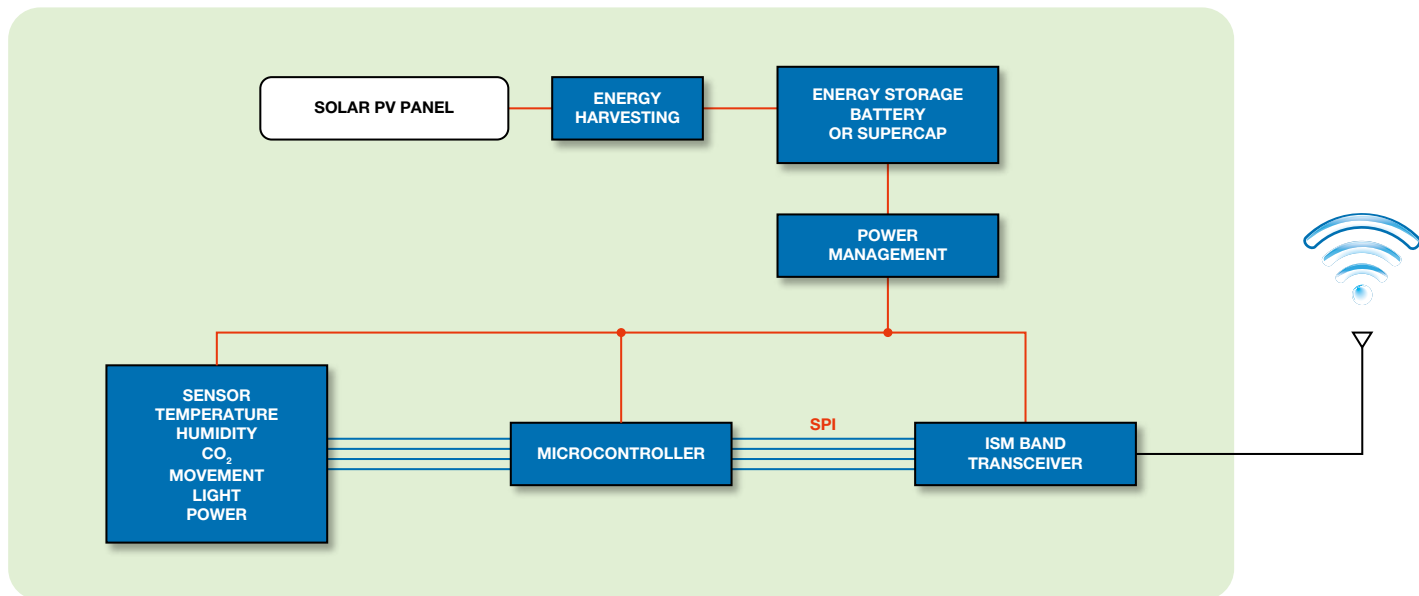 SOLAR PV PANEL
ENERGY
HARVESTING
ENERGY STORAGE
BATTERY
OR SUPERCAP
POWER
MANAGEMENT
SENSOR
TEMPERATURE
HUMIDITY
CO₂
MOVEMENT
LIGHT
POWER
MICROCONTROLLER
SPI
ISM BAND
TRANSCEIVER